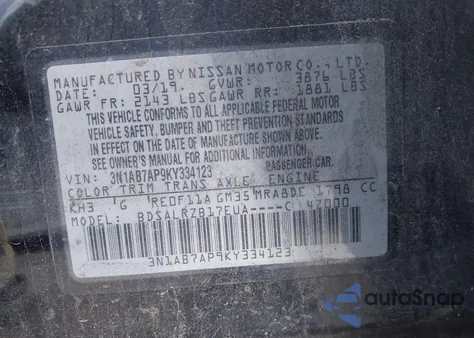 MANUFACTURED BY NISSAN MOTOR CO., LTD.
DATE: 03/19 GVWR: 3876 LBS
GAWR FR: 2143 LBS GAWR RR: 1881 LBS
THIS VEHICLE CONFORMS TO ALL APPLICABLE FEDERAL MOTOR
VEHICLE SAFETY, BUMPER AND THEFT PREVENTION STANDARDS
IN EFFECT ON THE DATE OF MANUFACTURE SHOWN ABOVE.
SEE OWNER'S MANUAL FOR ADDITIONAL INFORMATION.
VIN: 3N1AB7AP9KY334123 PASSENGER CAR.
COLOR TRIM TRANS AXLE ENGINE
KH3 G RE0F11A GM35 MRA8DE 1798 CC
MODEL: BDSALRZB17EUA----C 47000
3N1AB7AP9KY334123
autoSnap